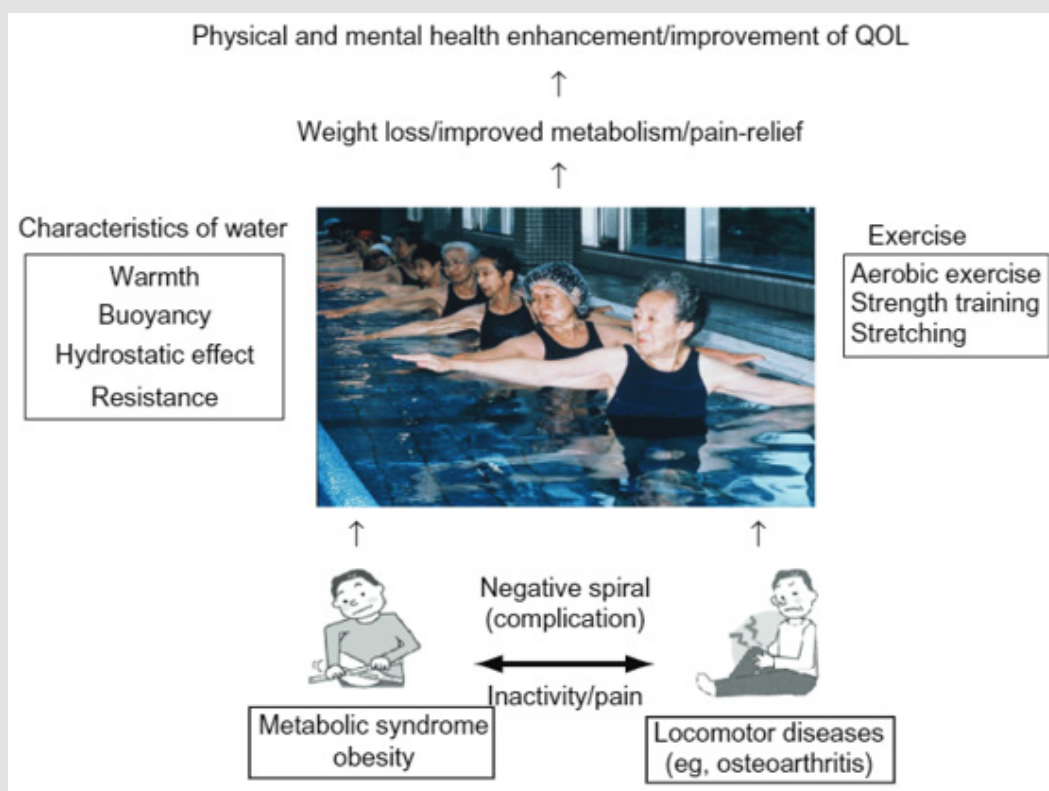 Physical and mental health enhancement/improvement of QOL
↑
Weight loss/improved metabolism/pain-relief
↑
Characteristics of water
Warmth
Buoyancy
Hydrostatic effect
Resistance
Exercise
Aerobic exercise
Strength training
Stretching
↑ ↑
Negative spiral
(complication)
Inactivity/pain
Metabolic syndrome
obesity
Locomotor diseases
(eg, osteoarthritis)